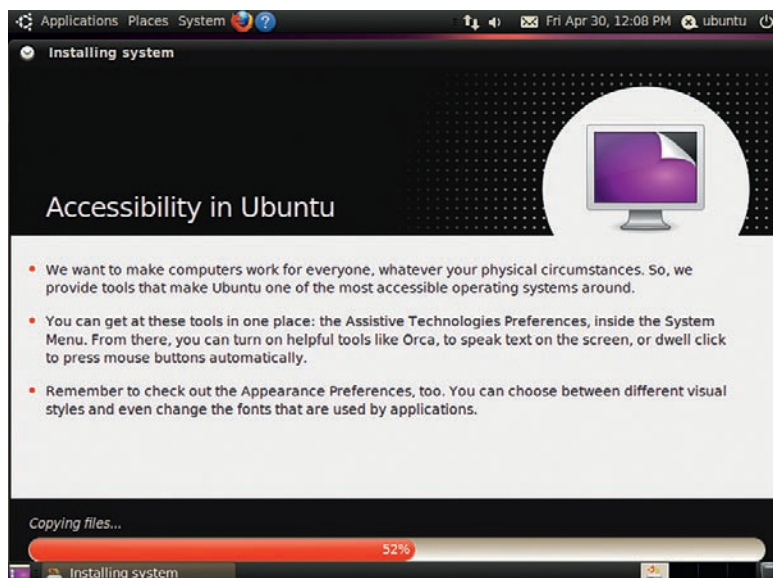 Applications Places System ? Fri Apr 30, 12:08 PM ubuntu
Installing system
Accessibility in Ubuntu
• We want to make computers work for everyone, whatever your physical circumstances. So, we
provide tools that make Ubuntu one of the most accessible operating systems around.
• You can get at these tools in one place: the Assistive Technologies Preferences, inside the System
Menu. From there, you can turn on helpful tools like Orca, to speak text on the screen, or dwell click
to press mouse buttons automatically.
• Remember to check out the Appearance Preferences, too. You can choose between different visual
styles and even change the fonts that are used by applications.
Copying files...
52%
Installing system